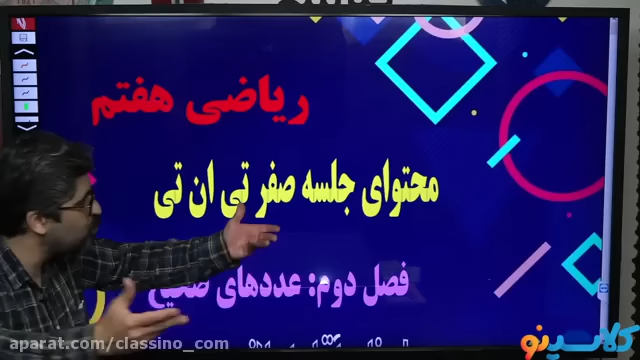 ریاضی هفتم
محتوای جلسه صفر تی ان تی
فصل دوم: عددهای صحیح
کلاسینو
aparat.com/classino_com